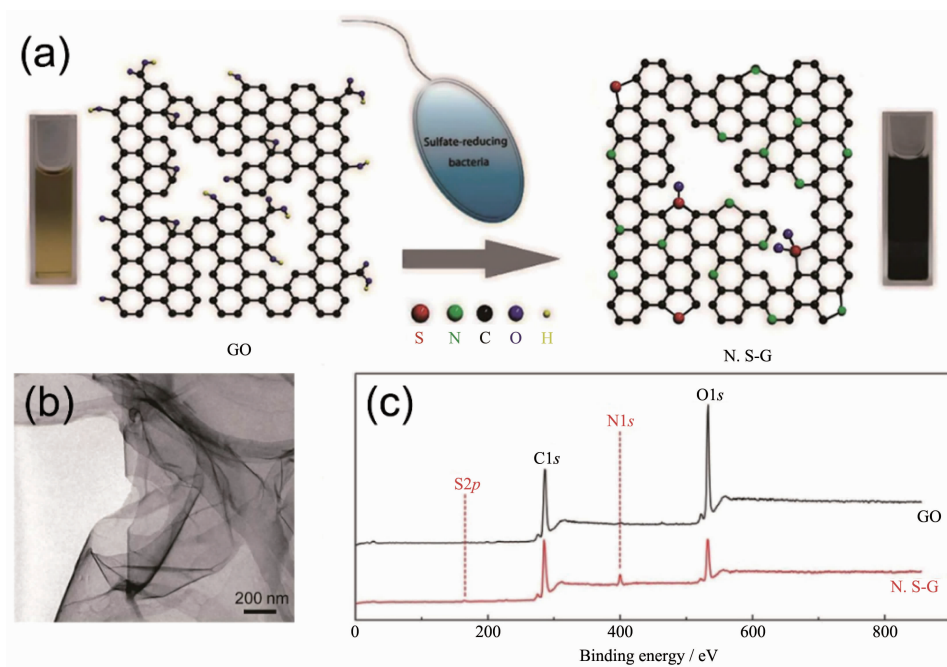 (a)
Sulfate-reducing
bacteria
S N C O H
GO
N. S-G
(b)
200 nm
(c)
S2p
C1s
N1s
O1s
GO
N. S-G
0 200 400 600 800
Binding energy / eV